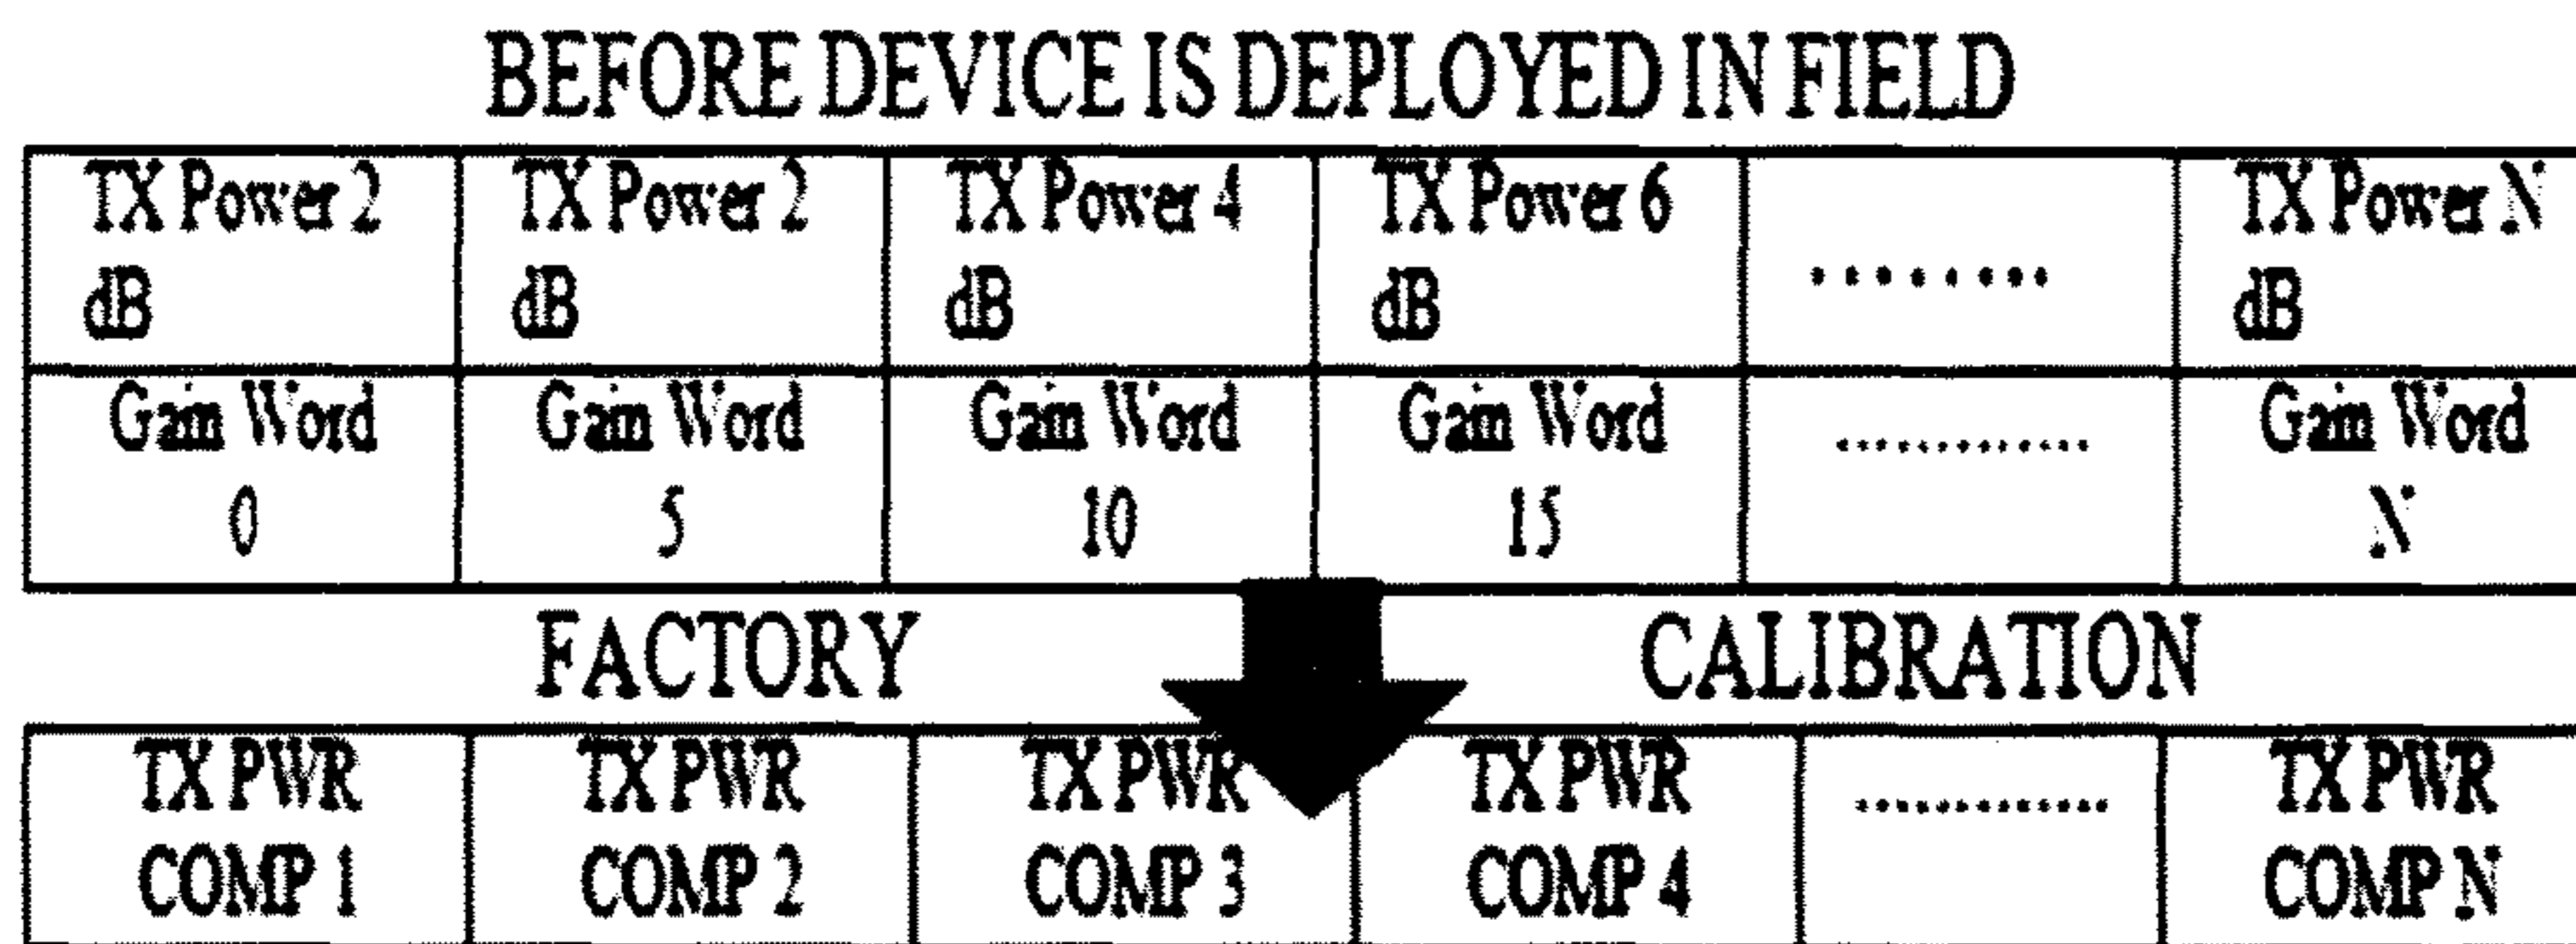 BEFORE DEVICE IS DEPLOYED IN FIELD
TX Power 2 TX Power 2 TX Power 4 TX Power 6 TX Power N
dB dB dB dB ........ dB
Gain Word Gain Word Gain Word Gain Word ............. Gain Word
0 5 10 15 N
FACTORY CALIBRATION
TX PWR TX PWR TX PWR TX PWR ............. TX PWR
COMP 1 COMP 2 COMP 3 COMP 4 COMP N